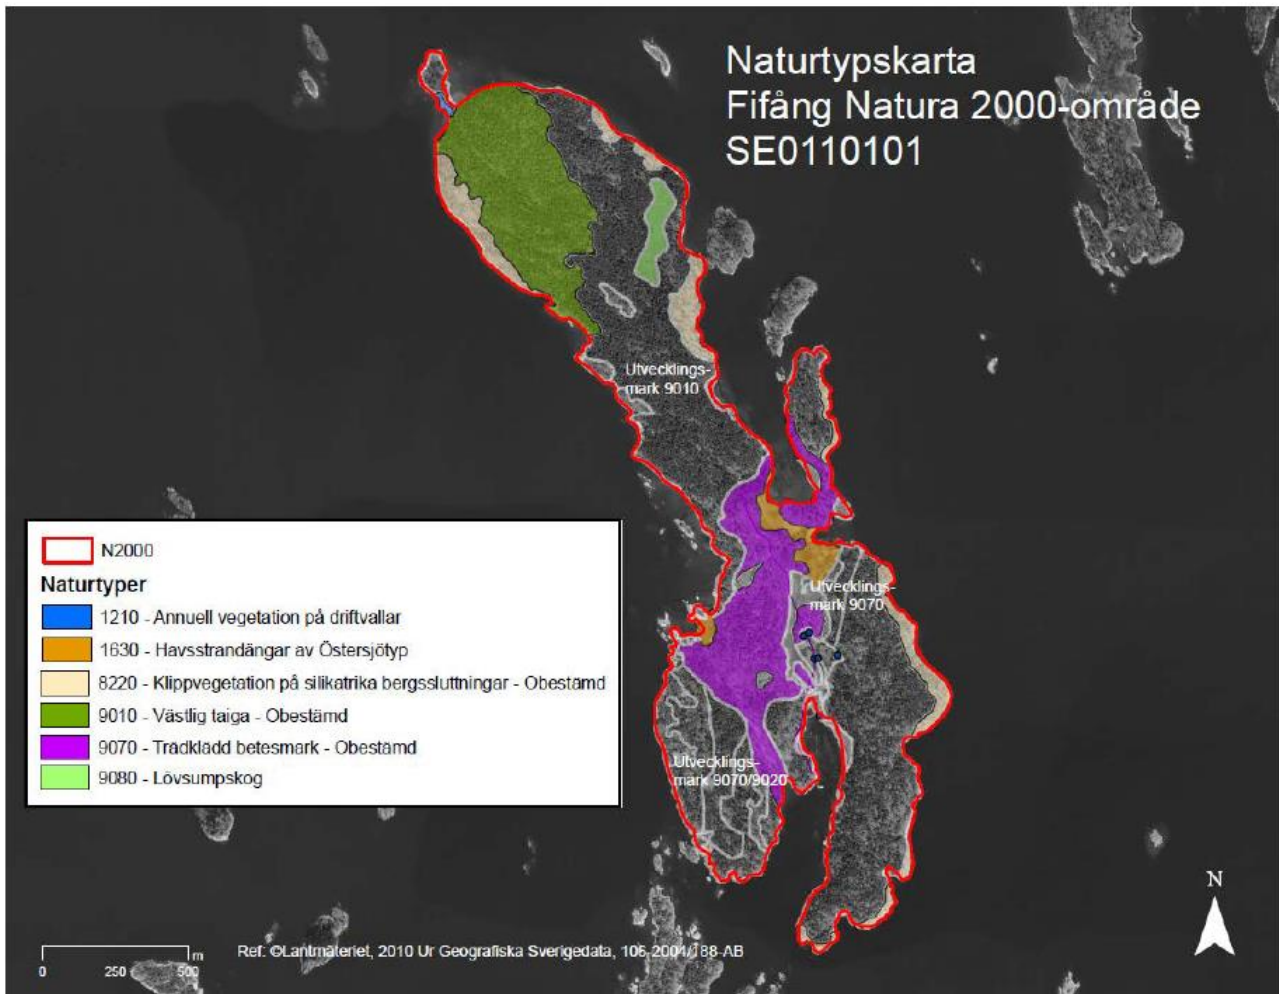 Naturtypskarta
Fifång Natura 2000-område
SE0110101
Utvecklings-
mark 9010
N2000
Naturtyper
1210 - Annuell vegetation på driftvallar
1630 - Havsstrandängar av Östersjötyp
8220 - Klippvegetation på silikatrika bergssluttningar - Obestämd
9010 - Västlig taiga - Obestämd
9070 - Trädklädd betesmark - Obestämd
9080 - Lövsumpskog
Utvecklings-
mark 9070
Utvecklings-
mark 9070/9020
N
m
0 250 500
Ref: ©Lantmäteriet, 2010 Ur Geografiska Sverigedata, 106-2004/188-AB